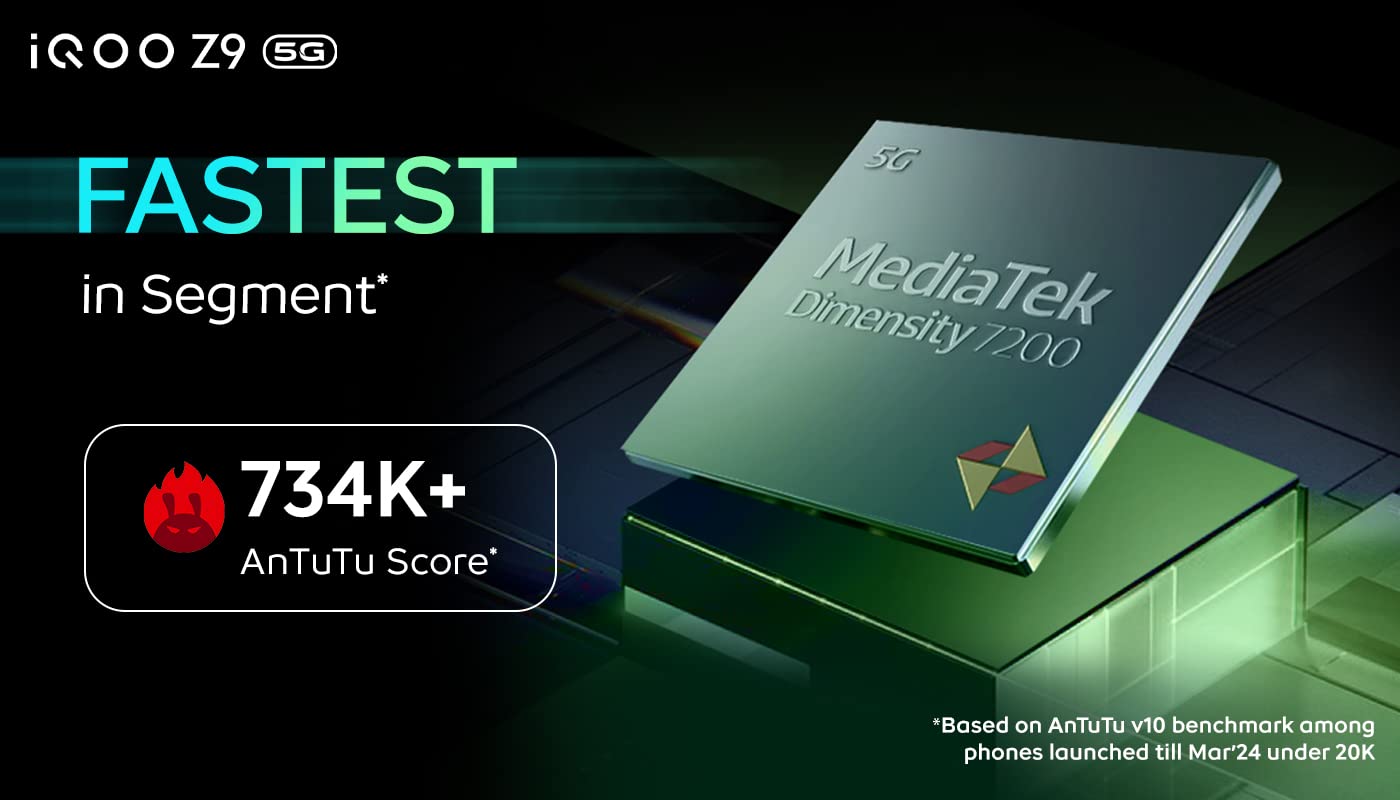 iQOO Z9 5G
FASTEST
in Segment*
734K+
AnTuTu Score*
5G
MediaTek
Dimensity 7200
*Based on AnTuTu v10 benchmark among
phones launched till Mar'24 under 20K